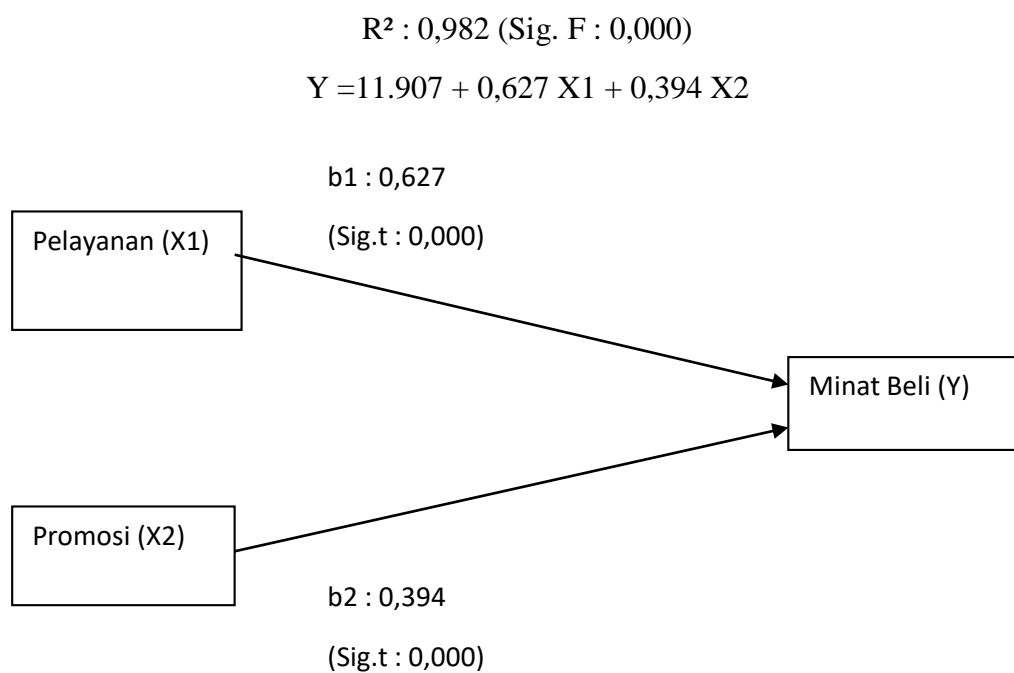 R² : 0,982 (Sig. F : 0,000)
Y =11.907 + 0,627 X1 + 0,394 X2
b1 : 0,627
(Sig.t : 0,000)
Pelayanan (X1)
Minat Beli (Y)
Promosi (X2)
b2 : 0,394
(Sig.t : 0,000)